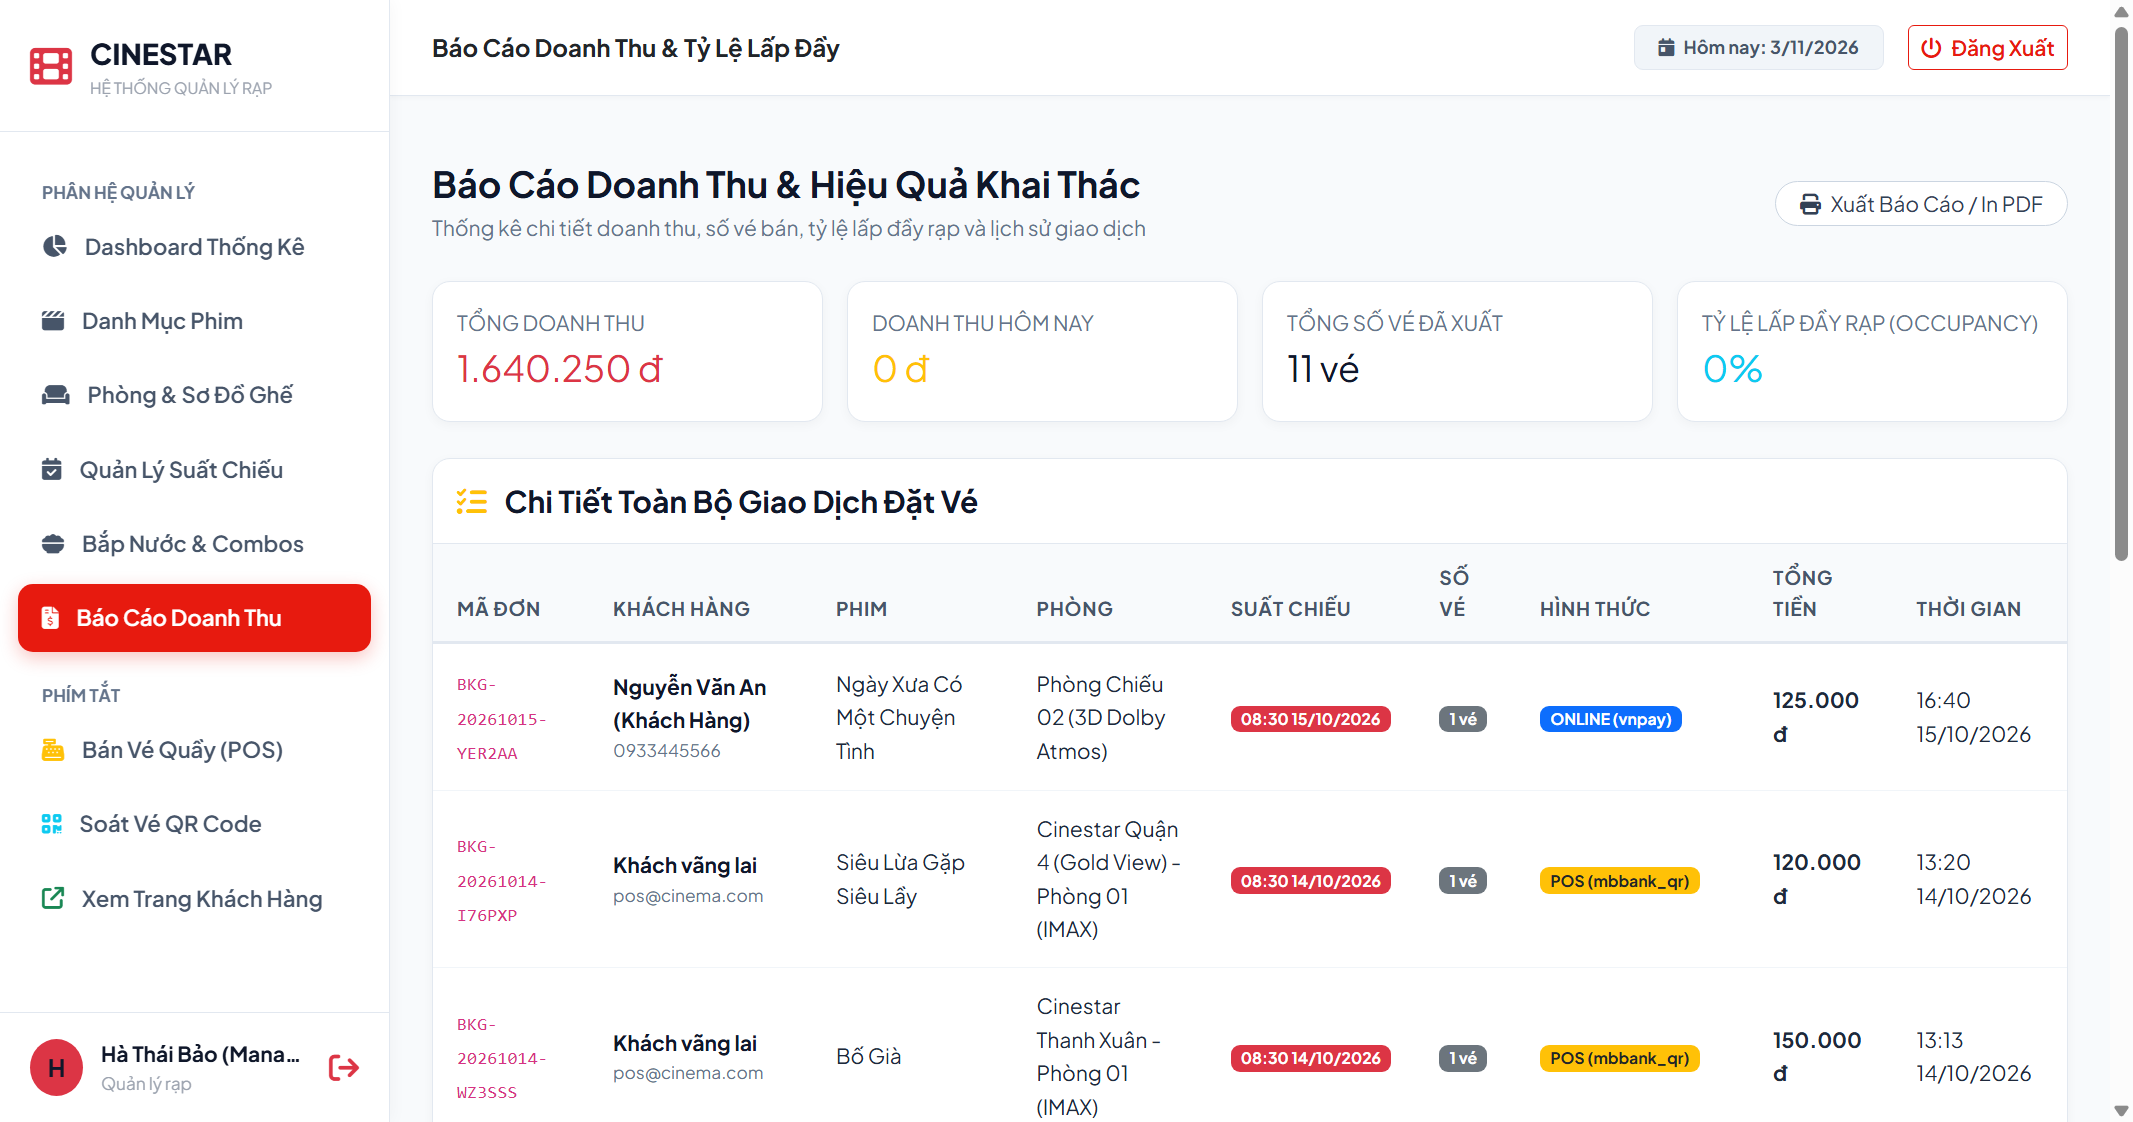 CINESTAR
HỆ THỐNG QUẢN LÝ RẠP
PHÂN HỆ QUẢN LÝ
Dashboard Thống Kê
Danh Mục Phim
Phòng & Sơ Đồ Ghế
Quản Lý Suất Chiếu
Bắp Nước & Combos
Báo Cáo Doanh Thu
PHÍM TẮT
Bán Vé Quầy (POS)
Soát Vé QR Code
Xem Trang Khách Hàng
H
Hà Thái Bảo (Mana...
Quản lý rạp
Báo Cáo Doanh Thu & Tỷ Lệ Lấp Đầy
Hôm nay: 3/11/2026
Đăng Xuất
Báo Cáo Doanh Thu & Hiệu Quả Khai Thác
Thống kê chi tiết doanh thu, số vé bán, tỷ lệ lấp đầy rạp và lịch sử giao dịch
Xuất Báo Cáo / In PDF
TỔNG DOANH THU
1.640.250 đ
DOANH THU HÔM NAY
0 đ
TỔNG SỐ VÉ ĐÃ XUẤT
11 vé
TỶ LỆ LẤP ĐẦY RẠP (OCCUPANCY)
0%
Chi Tiết Toàn Bộ Giao Dịch Đặt Vé
MÃ ĐƠN
KHÁCH HÀNG
PHIM
PHÒNG
SUẤT CHIẾU
SỐ
VÉ
HÌNH THỨC
TỔNG
TIỀN
THỜI GIAN
BKG-
20261015-
YER2AA
Nguyễn Văn An
(Khách Hàng)
0933445566
Ngày Xưa Có
Một Chuyện
Tình
Phòng Chiếu
02 (3D Dolby
Atmos)
08:30 15/10/2026
1 vé
ONLINE (vnpay)
125.000
đ
16:40
15/10/2026
BKG-
20261014-
I76PXP
Khách vãng lai
pos@cinema.com
Siêu Lừa Gặp
Siêu Lầy
Cinestar Quận
4 (Gold View) -
Phòng 01
(IMAX)
08:30 14/10/2026
1 vé
POS (mbbank_qr)
120.000
đ
13:20
14/10/2026
BKG-
20261014-
WZ3SSS
Khách vãng lai
pos@cinema.com
Bố Già
Cinestar
Thanh Xuân -
Phòng 01
(IMAX)
08:30 14/10/2026
1 vé
POS (mbbank_qr)
150.000
đ
13:13
14/10/2026